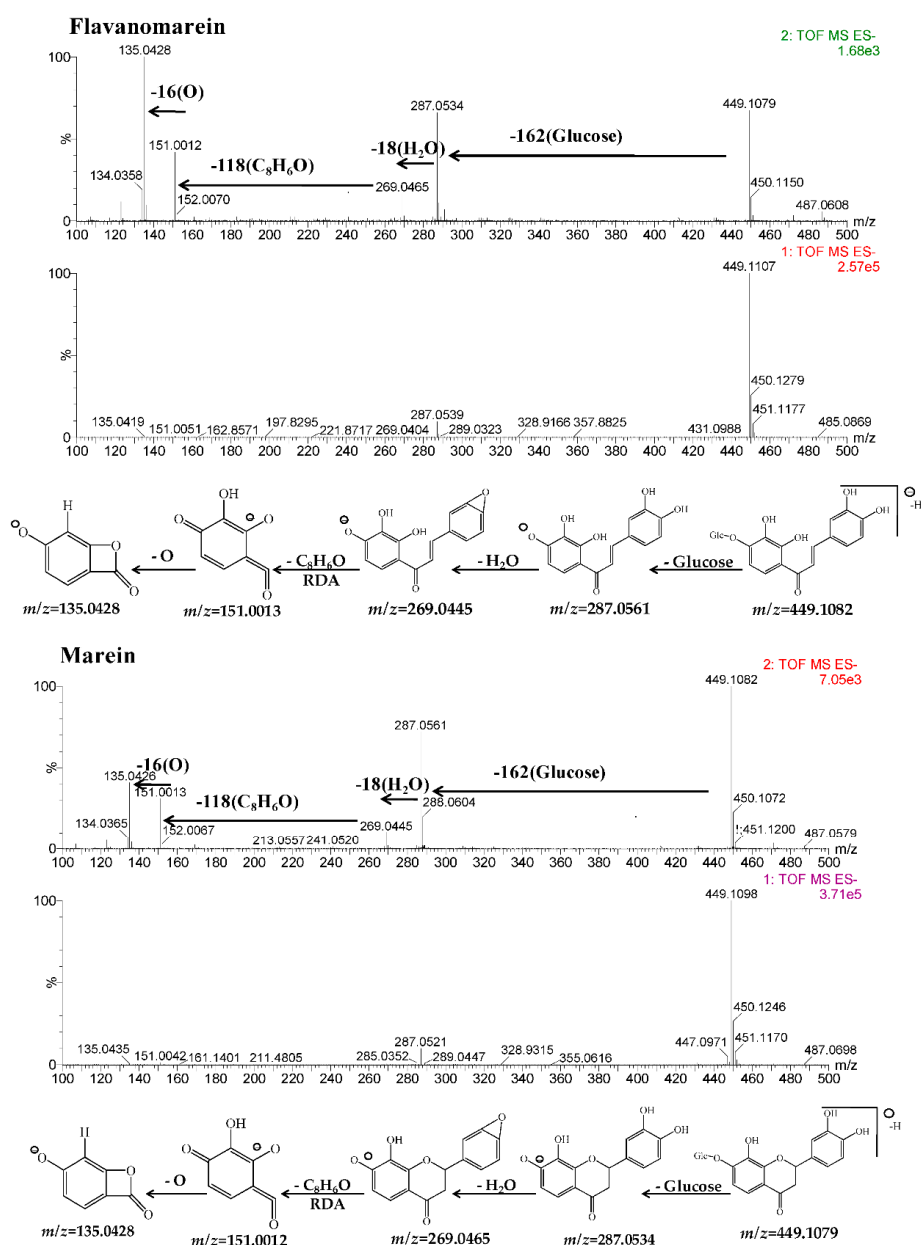 Flavanomarein
2: TOF MS ES-
1.68e3
100
%
0
135.0428
-16(O)
287.0534
449.1079
-162(Glucose)
-18(H₂O)
151.0012
-118(C₈H₆O)
134.0358
152.0070
269.0465
450.1150
487.0608
100 120 140 160 180 200 220 240 260 280 300 320 340 360 380 400 420 440 460 480 500 m/z
1: TOF MS ES-
2.57e5
100
%
0
449.1107
450.1279
451.1177
135.0419 151.0051 162.8571 197.8295 221.8717 269.0404 287.0539 289.0323 328.9166 357.8825 431.0988 485.0869
100 120 140 160 180 200 220 240 260 280 300 320 340 360 380 400 420 440 460 480 500 m/z
H O O O
OH O O O
OH OH O O
O OH OH OH OH O
Glc O OH OH OH OH O -H
- O
- C₈H₆O
RDA
- H₂O
- Glucose
m/z=135.0428 m/z=151.0013 m/z=269.0445 m/z=287.0561 m/z=449.1082
Marein
2: TOF MS ES-
7.05e3
100
%
0
449.1082
287.0561
-16(O)
-162(Glucose)
135.0426
-18(H₂O)
151.0013
-118(C₈H₆O)
288.0604
450.1072
134.0365
152.0067
213.0557 241.0520
269.0445
451.1200
487.0579
100 120 140 160 180 200 220 240 260 280 300 320 340 360 380 400 420 440 460 480 500 m/z
1: TOF MS ES-
3.71e5
100
%
0
449.1098
450.1246
451.1170
135.0435 151.0042 161.1401 211.4805 285.0352 287.0521 289.0447 328.9315 355.0616 447.0971 487.0698
100 120 140 160 180 200 220 240 260 280 300 320 340 360 380 400 420 440 460 480 500 m/z
O O O
OH O O O
O OH O O O
O OH O OH OH O
Glc O OH O OH OH O -H
- O
- C₈H₆O
RDA
- H₂O
- Glucose
m/z=135.0428 m/z=151.0012 m/z=269.0465 m/z=287.0534 m/z=449.1079